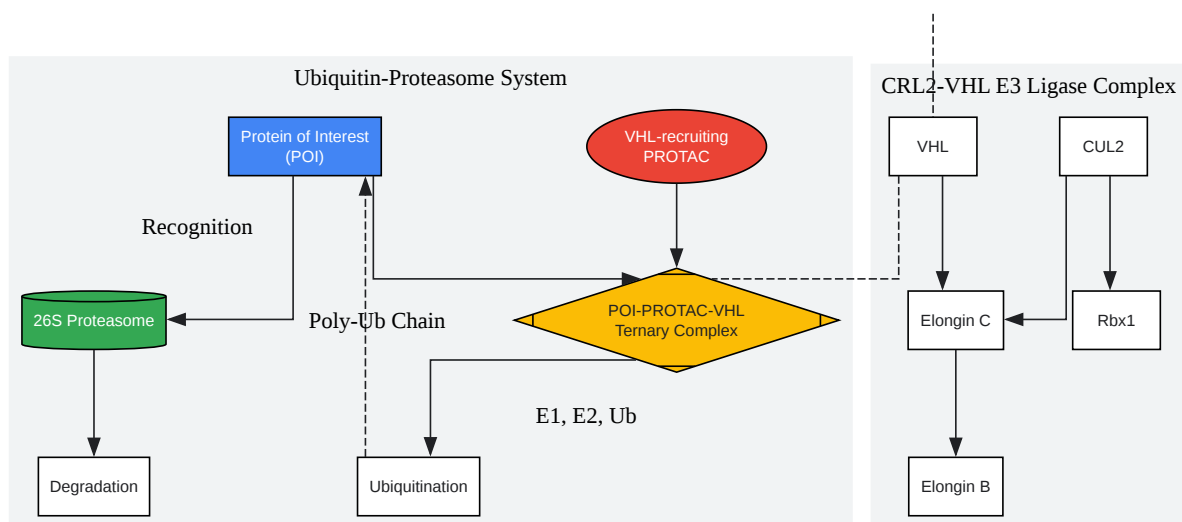 Ubiquitin-Proteasome System
CRL2-VHL E3 Ligase Complex
Protein of Interest
(POI)
VHL-recruiting
PROTAC
VHL
CUL2
Recognition
26S Proteasome
Poly-Ub Chain
POI-PROTAC-VHL
Ternary Complex
Elongin C
Rbx1
E1, E2, Ub
Degradation
Ubiquitination
Elongin B